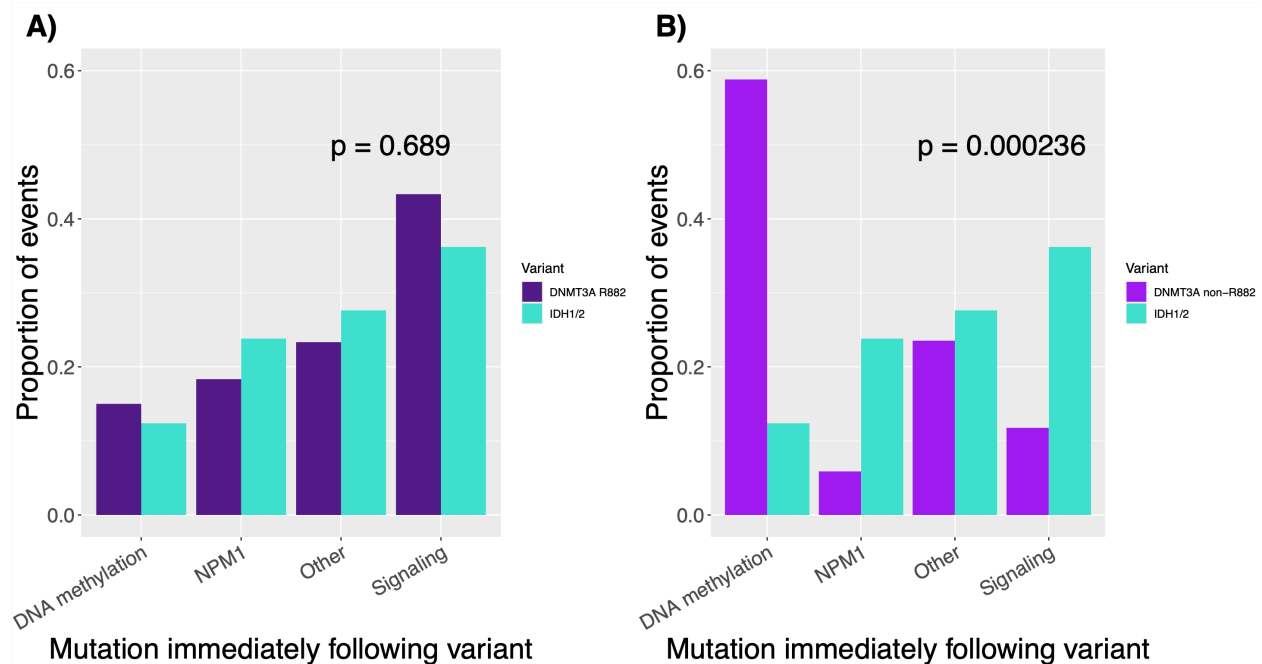 A)
Proportion of events
0.6
0.4
0.2
0.0
p = 0.689
DNA methylation
NPM1
Other
Signaling
Mutation immediately following variant
Variant
DNMT3A R882
IDH1/2
B)
Proportion of events
0.6
0.4
0.2
0.0
p = 0.000236
DNA methylation
NPM1
Other
Signaling
Mutation immediately following variant
Variant
DNMT3A non-R882
IDH1/2